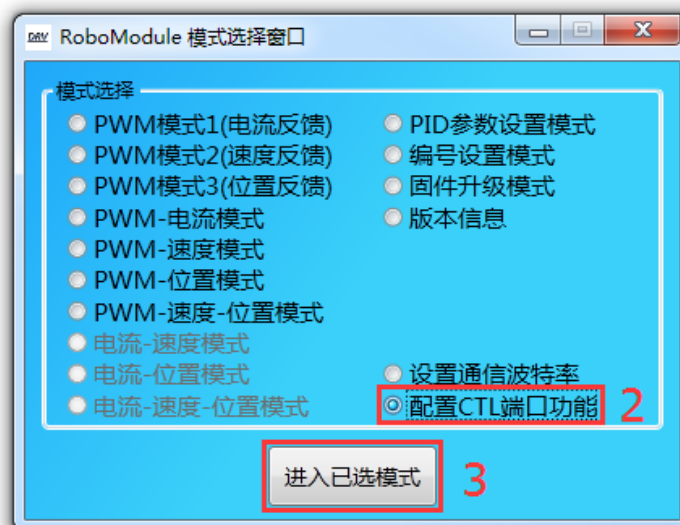 DRV RoboModule 模式选择窗口
模式选择
PWM模式1(电流反馈)
PWM模式2(速度反馈)
PWM模式3(位置反馈)
PWM-电流模式
PWM-速度模式
PWM-位置模式
PWM-速度-位置模式
电流-速度模式
电流-位置模式
电流-速度-位置模式
PID参数设置模式
编号设置模式
固件升级模式
版本信息
设置通信波特率
配置CTL端口功能 2
进入已选模式 3